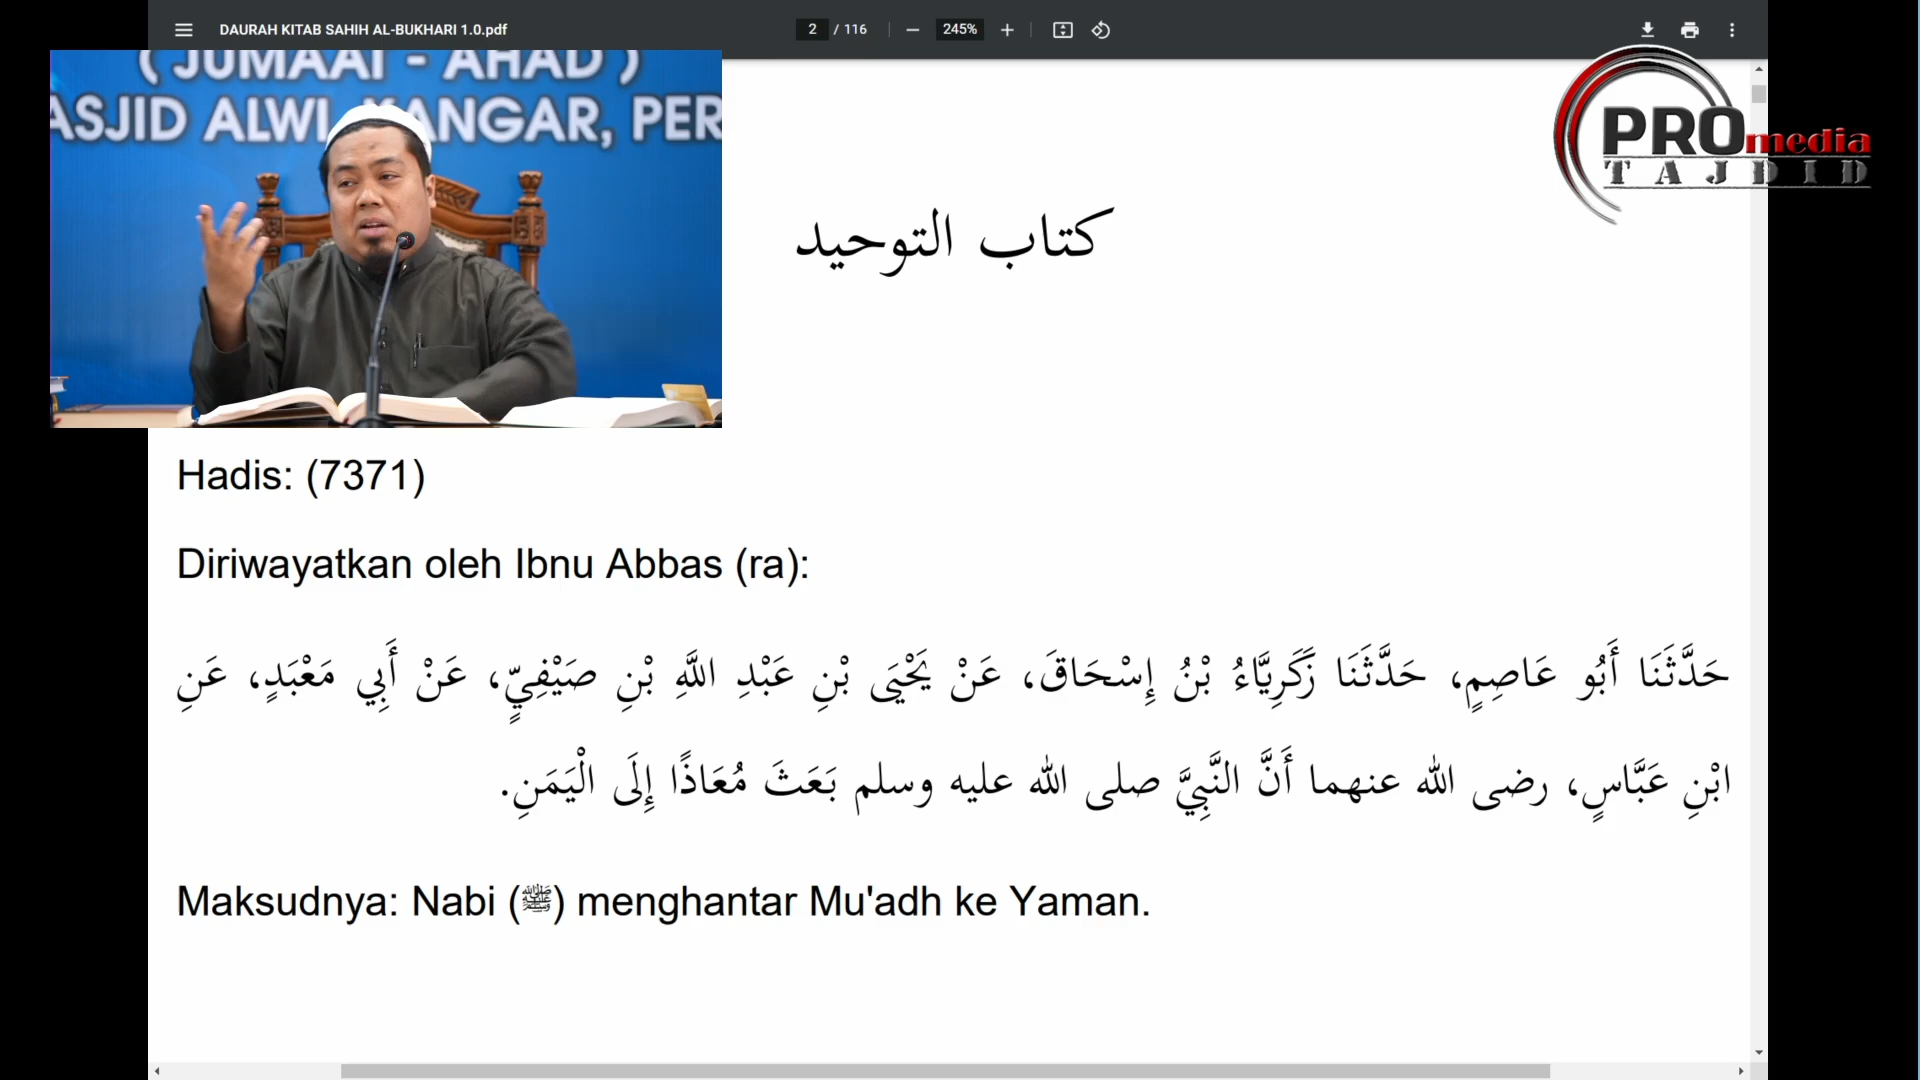 DAURAH KITAB SAHIH AL-BUKHARI 1.0.pdf
2 / 116
245%
( JUMAAT - AHAD )
ASJID ALWI KANGAR, PER
PROmedia
TAJDID
كتاب التوحيد
Hadis: (7371)
Diriwayatkan oleh Ibnu Abbas (ra):
حَدَّثَنَا أَبُو عَاصِمٍ، حَدَّثَنَا زَكَرِيَّاءُ بْنُ إِسْحَاقَ، عَنْ يَحْيَى بْنِ عَبْدِ اللَّهِ بْنِ صَيْفِيٍّ، عَنْ أَبِي مَعْبَدٍ، عَنِ
ابْنِ عَبَّاسٍ، رضى الله عنهما أَنَّ النَّبِيَّ صلى الله عليه وسلم بَعَثَ مُعَاذًا إِلَى الْيَمَنِ.
Maksudnya: Nabi (ﷺ) menghantar Mu'adh ke Yaman.